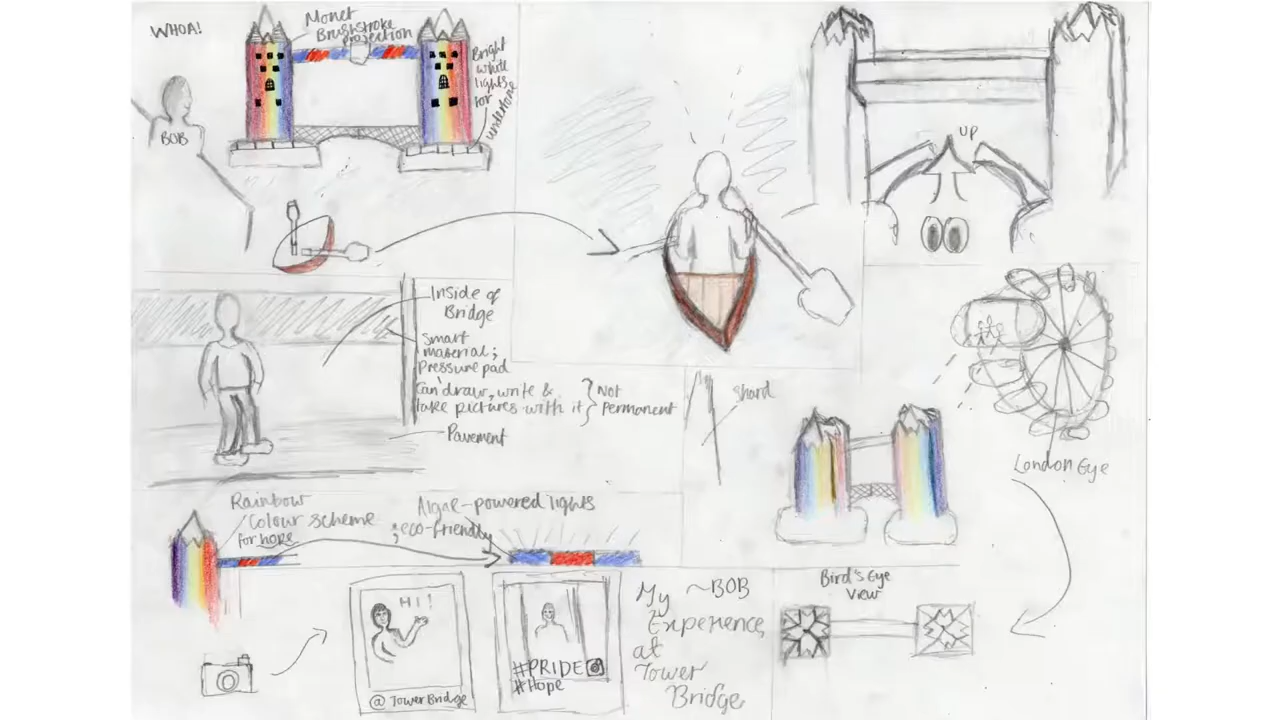 WHOA!
Monet
Brushstroke
projection
Bright
white
lights
for
undertone
BOB
UP
Inside of
Bridge
Smart
material;
Pressure pad
Can draw, write &
take pictures with it
Not
Permanent
Pavement
Shard
London Eye
Rainbow
Colour scheme
for hope
Algae-powered lights
; eco-friendly
HI!
@TowerBridge
#PRIDE
#Hope
My ~BOB
Experience
at
Tower
Bridge
Bird's Eye
View